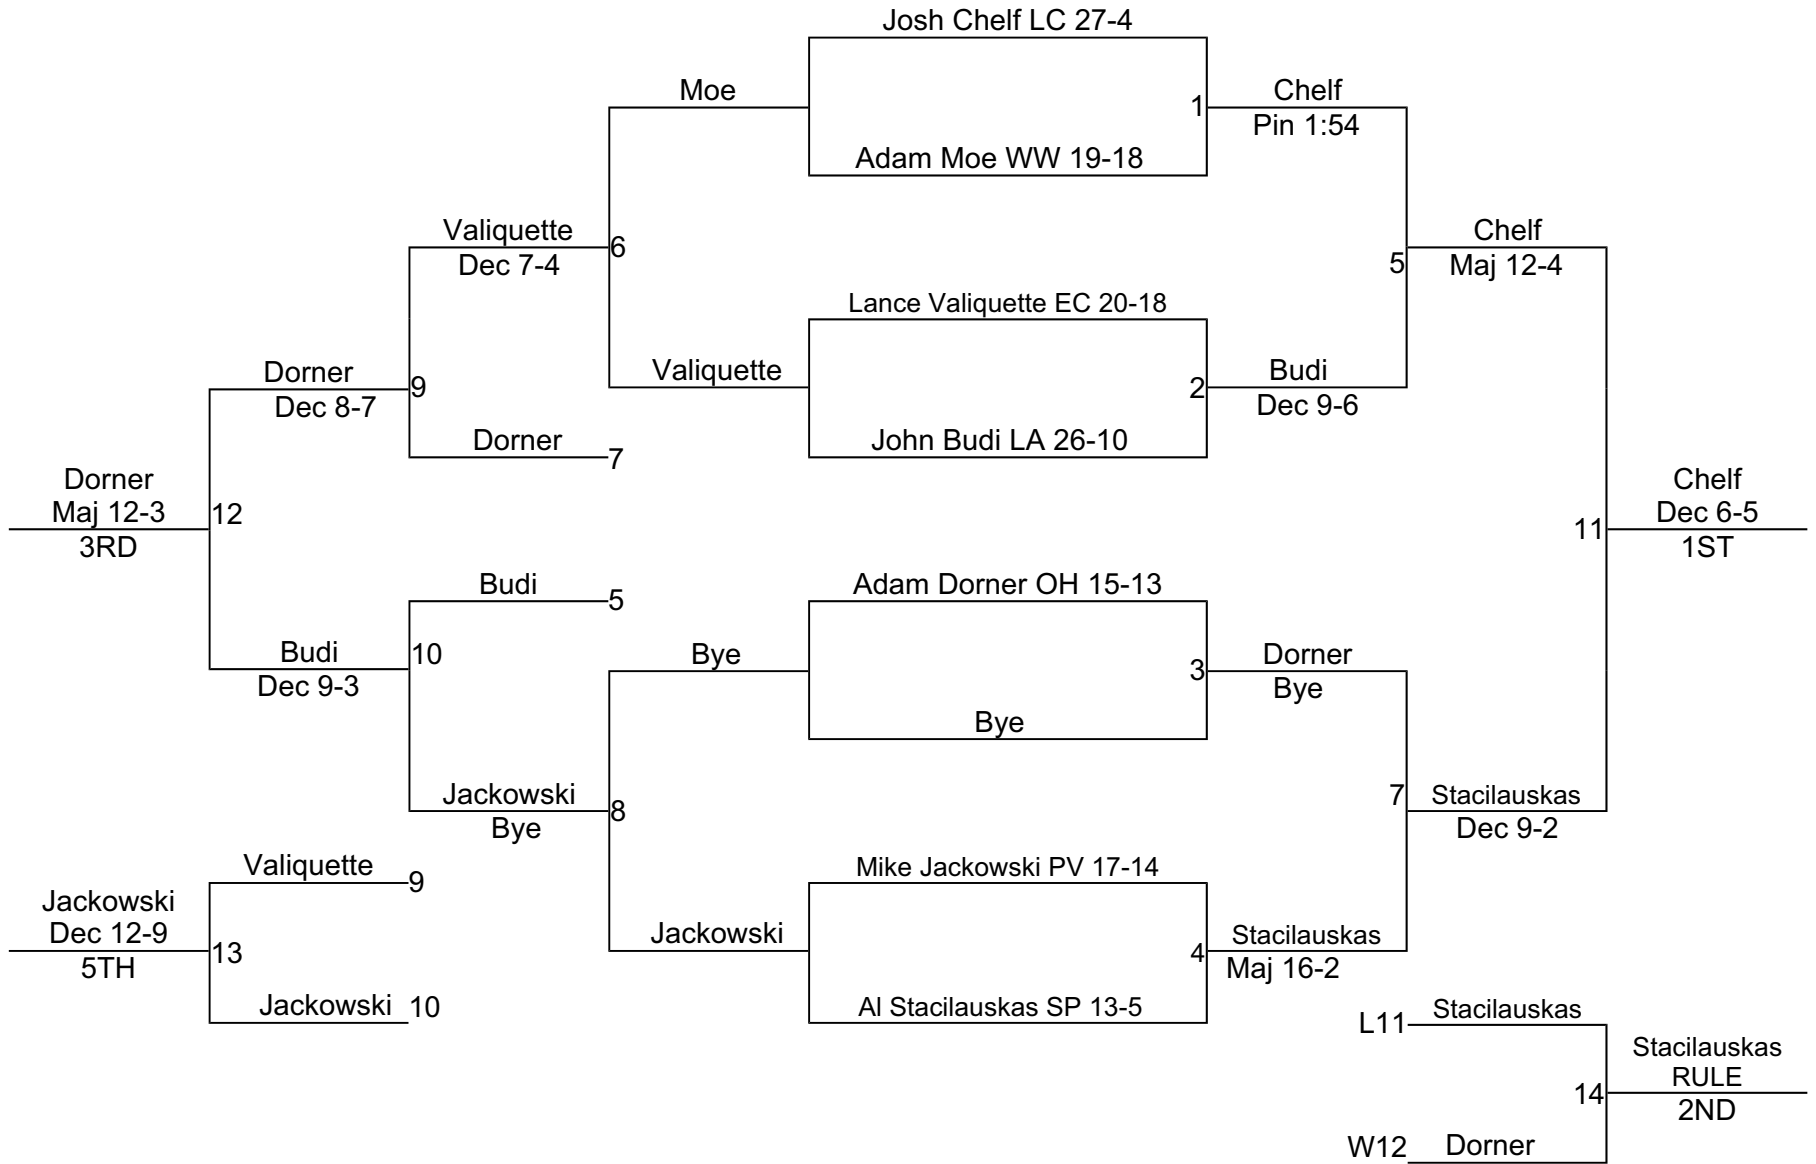 Josh Chelf LC 27-4
Moe
1
Chelf
Pin 1:54
Adam Moe WW 19-18
Valiquette
Dec 7-4
6
5
Chelf
Maj 12-4
Lance Valiquette EC 20-18
Dorner
Dec 8-7
9
Valiquette
2
Budi
Dec 9-6
Dorner
7
John Budi LA 26-10
Dorner
Maj 12-3
3RD
12
11
Chelf
Dec 6-5
1ST
Budi
5
Adam Dorner OH 15-13
Budi
Dec 9-3
10
Bye
3
Dorner
Bye
Bye
Jackowski
Bye
8
7
Stacilauskas
Dec 9-2
Valiquette
9
Mike Jackowski PV 17-14
Jackowski
Dec 12-9
5TH
13
Jackowski
4
Stacilauskas
Maj 16-2
Jackowski
10
Al Stacilauskas SP 13-5
L11
Stacilauskas
14
Stacilauskas
RULE
2ND
W12
Dorner